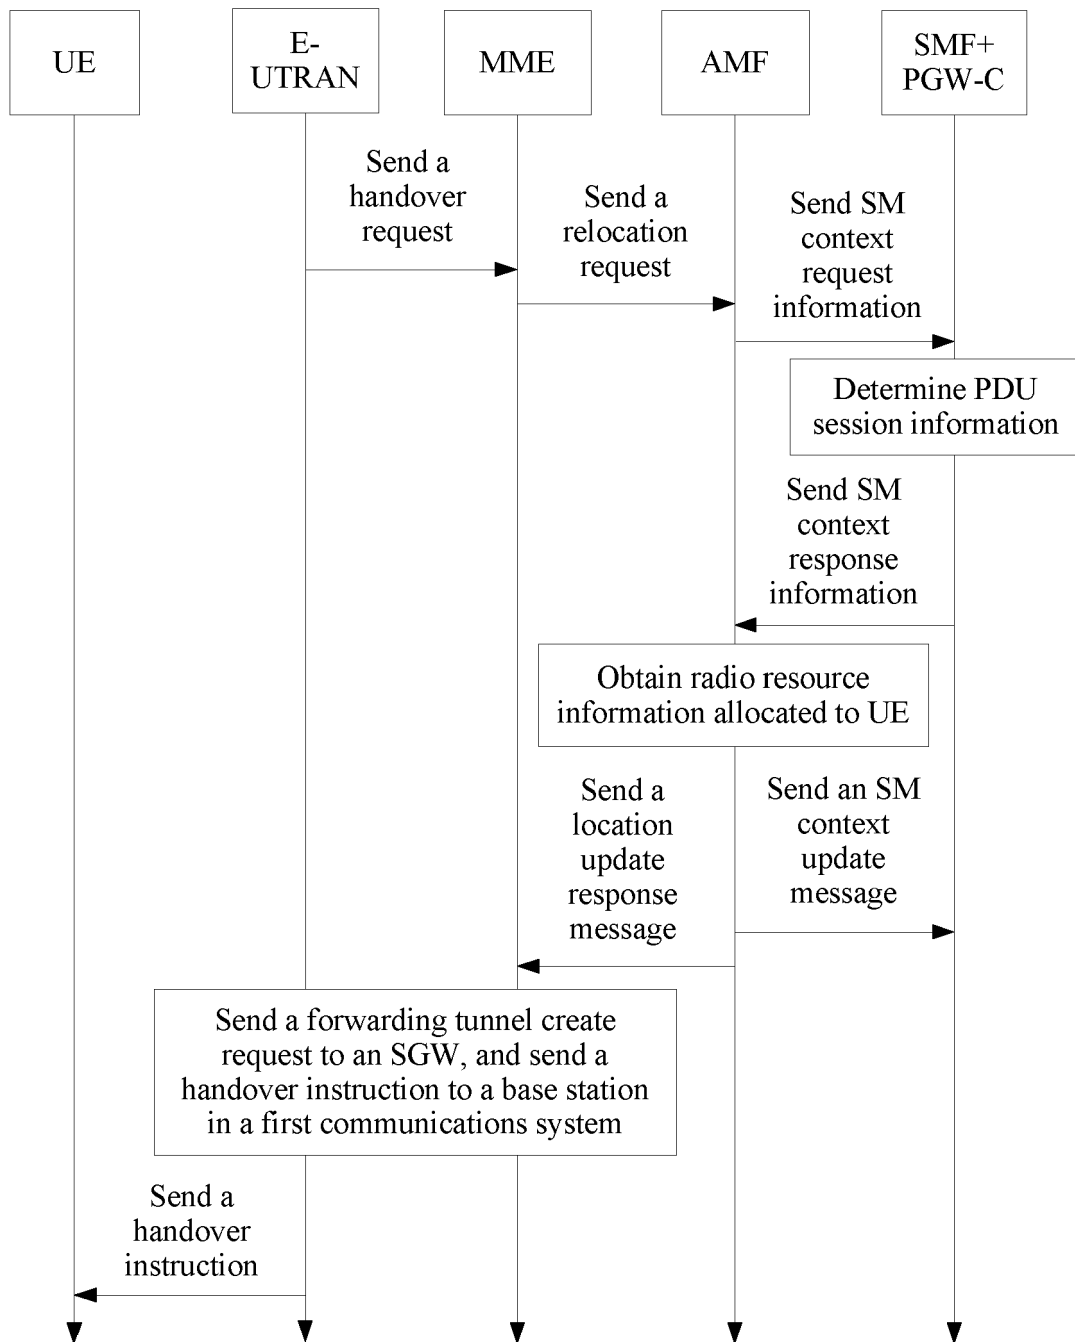 UE
E-
UTRAN
MME
AMF
SMF+
PGW-C
Send a
handover
request
Send a
relocation
request
Send SM
context
request
information
Determine PDU
session information
Send SM
context
response
information
Obtain radio resource
information allocated to UE
Send a
location
update
response
message
Send an SM
context
update
message
Send a forwarding tunnel create
request to an SGW, and send a
handover instruction to a base station
in a first communications system
Send a
handover
instruction